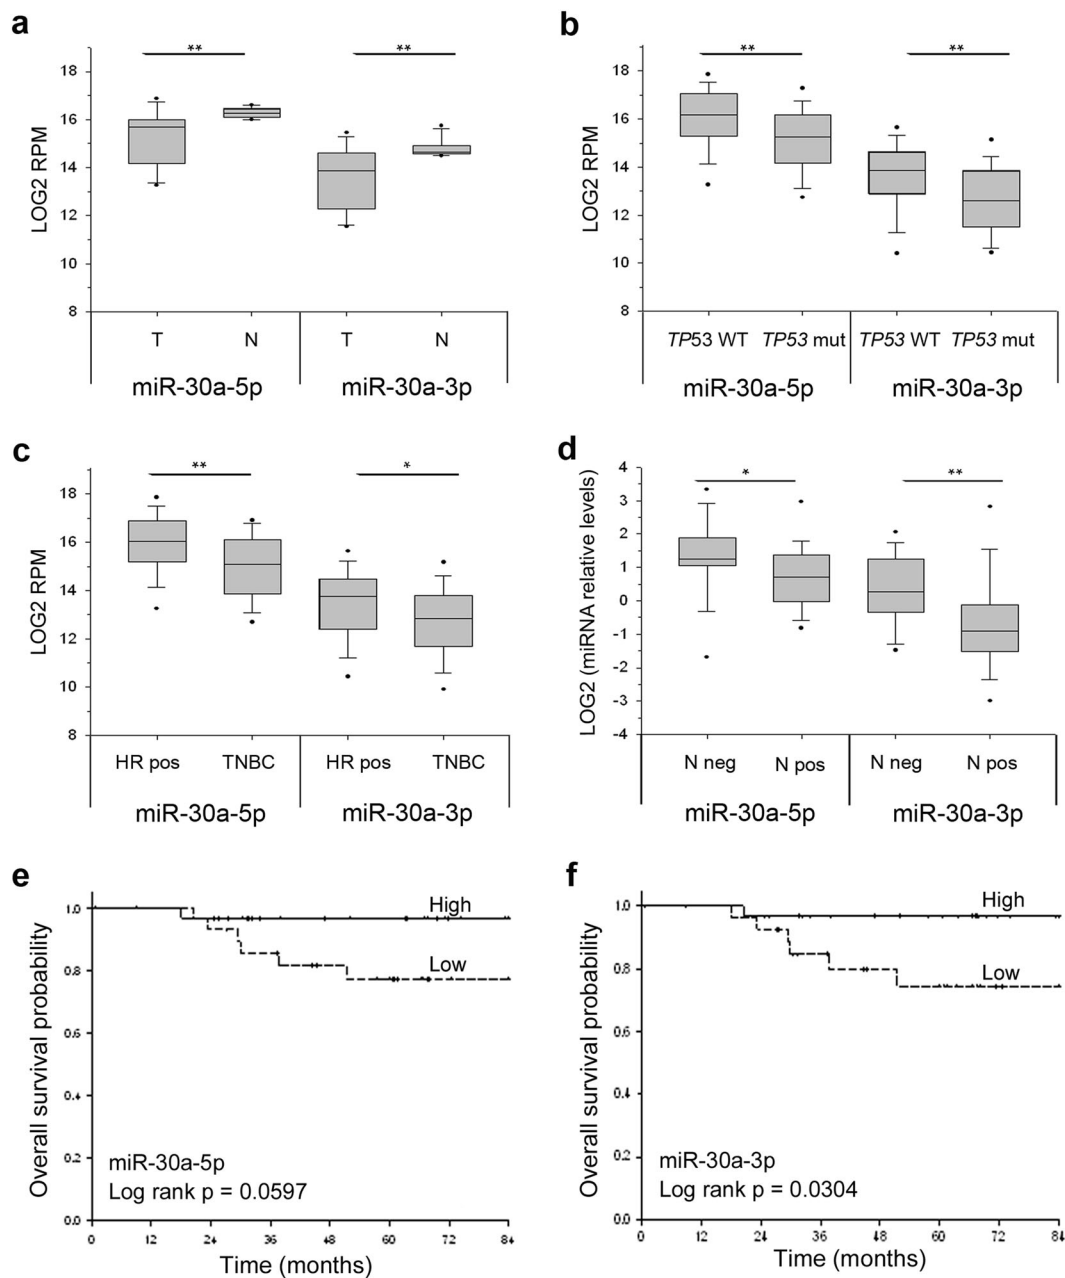 a
**
**
18
16
14
12
10
8
LOG2 RPM
T
N
T
N
miR-30a-5p
miR-30a-3p
b
**
**
18
16
14
12
10
8
LOG2 RPM
TP53 WT
TP53 mut
TP53 WT
TP53 mut
miR-30a-5p
miR-30a-3p
c
**
*
18
16
14
12
10
8
LOG2 RPM
HR pos
TNBC
HR pos
TNBC
miR-30a-5p
miR-30a-3p
d
*
**
4
3
2
1
0
-1
-2
-3
-4
LOG2 (miRNA relative levels)
N neg
N pos
N neg
N pos
miR-30a-5p
miR-30a-3p
e
1.0
0.8
0.6
0.4
0.2
0.0
Overall survival probability
High
Low
miR-30a-5p
Log rank p = 0.0597
0
12
24
36
48
60
72
84
Time (months)
f
1.0
0.8
0.6
0.4
0.2
0.0
Overall survival probability
High
Low
miR-30a-3p
Log rank p = 0.0304
0
12
24
36
48
60
72
84
Time (months)